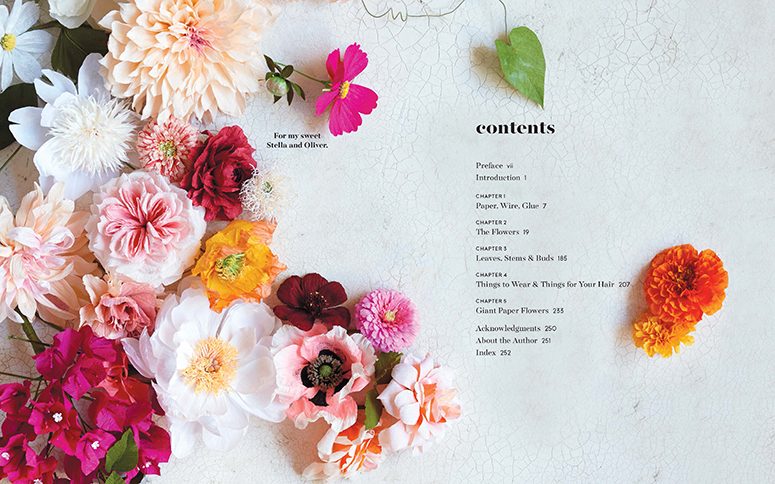 For my sweet
Stella and Oliver.
contents
Preface vii
Introduction 1
CHAPTER 1
Paper, Wire, Glue 7
CHAPTER 2
The Flowers 19
CHAPTER 3
Leaves, Stems & Buds 185
CHAPTER 4
Things to Wear & Things for Your Hair 207
CHAPTER 5
Giant Paper Flowers 233
Acknowledgments 250
About the Author 251
Index 252